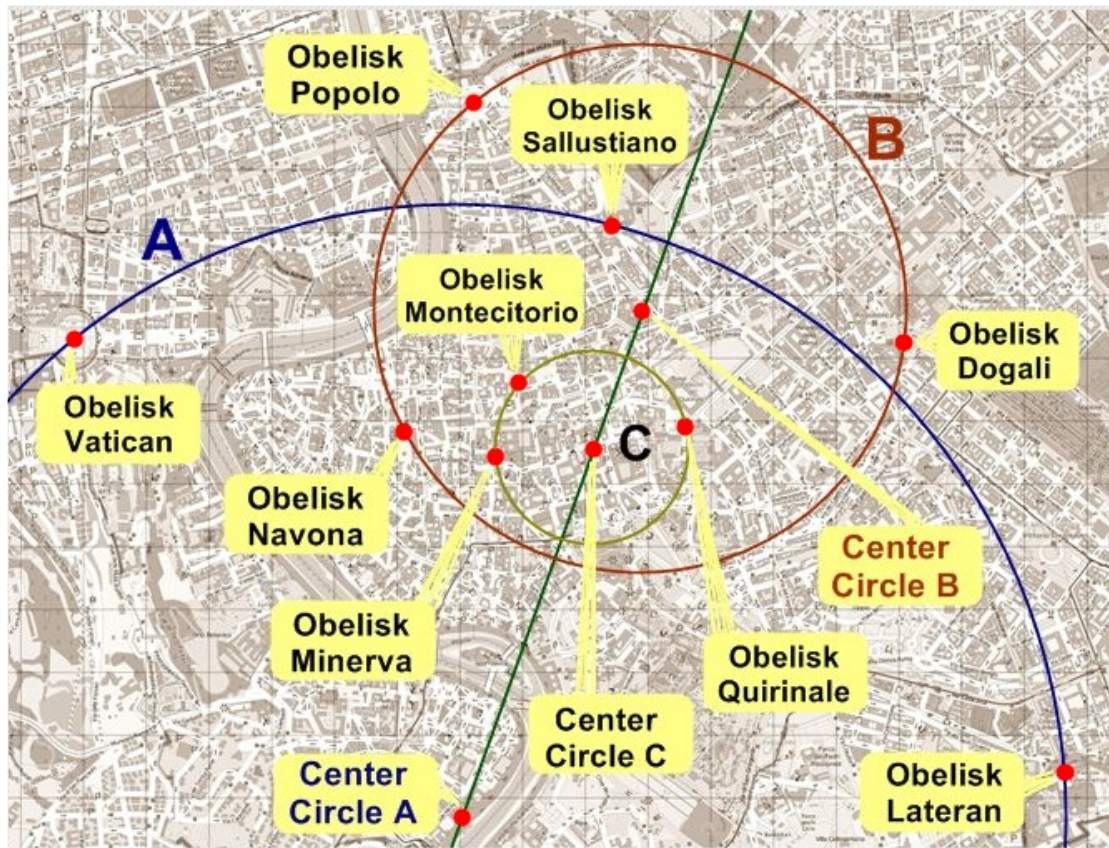 Obelisk
Popolo
Obelisk
Sallustiano
B
A
Obelisk
Montecitorio
Obelisk
Dogali
Obelisk
Vatican
C
Obelisk
Navona
Center
Circle B
Obelisk
Minerva
Obelisk
Quirinale
Center
Circle C
Center
Circle A
Obelisk
Lateran